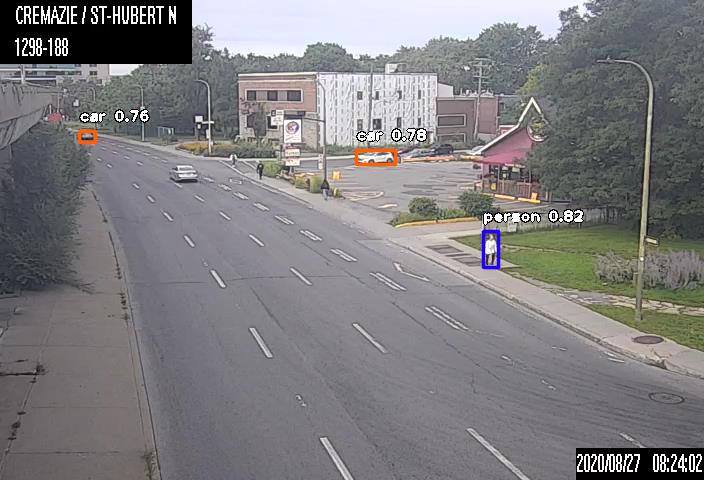 CREMAZIE / ST-HUBERT N
1298-188
car 0.76
car 0.78
person 0.82
2020/08/27 08:24:02